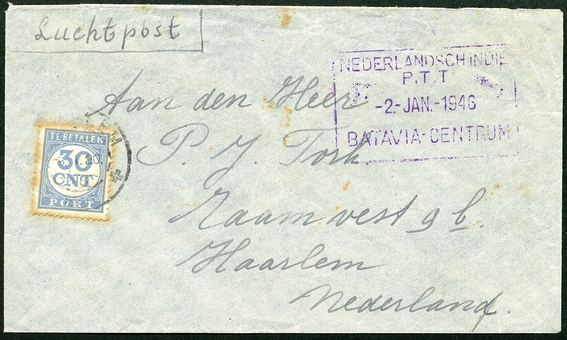 Luchtpost
NEDERLANDSCH INDIE
P.T.T
-2.-JAN.-1946
BATAVIA-CENTRUM
Aan den Heer
P. J. Tork
Raamvest 9 b.
Haarlem
Nederland.
TE BETALEN
30
CNT
PORT